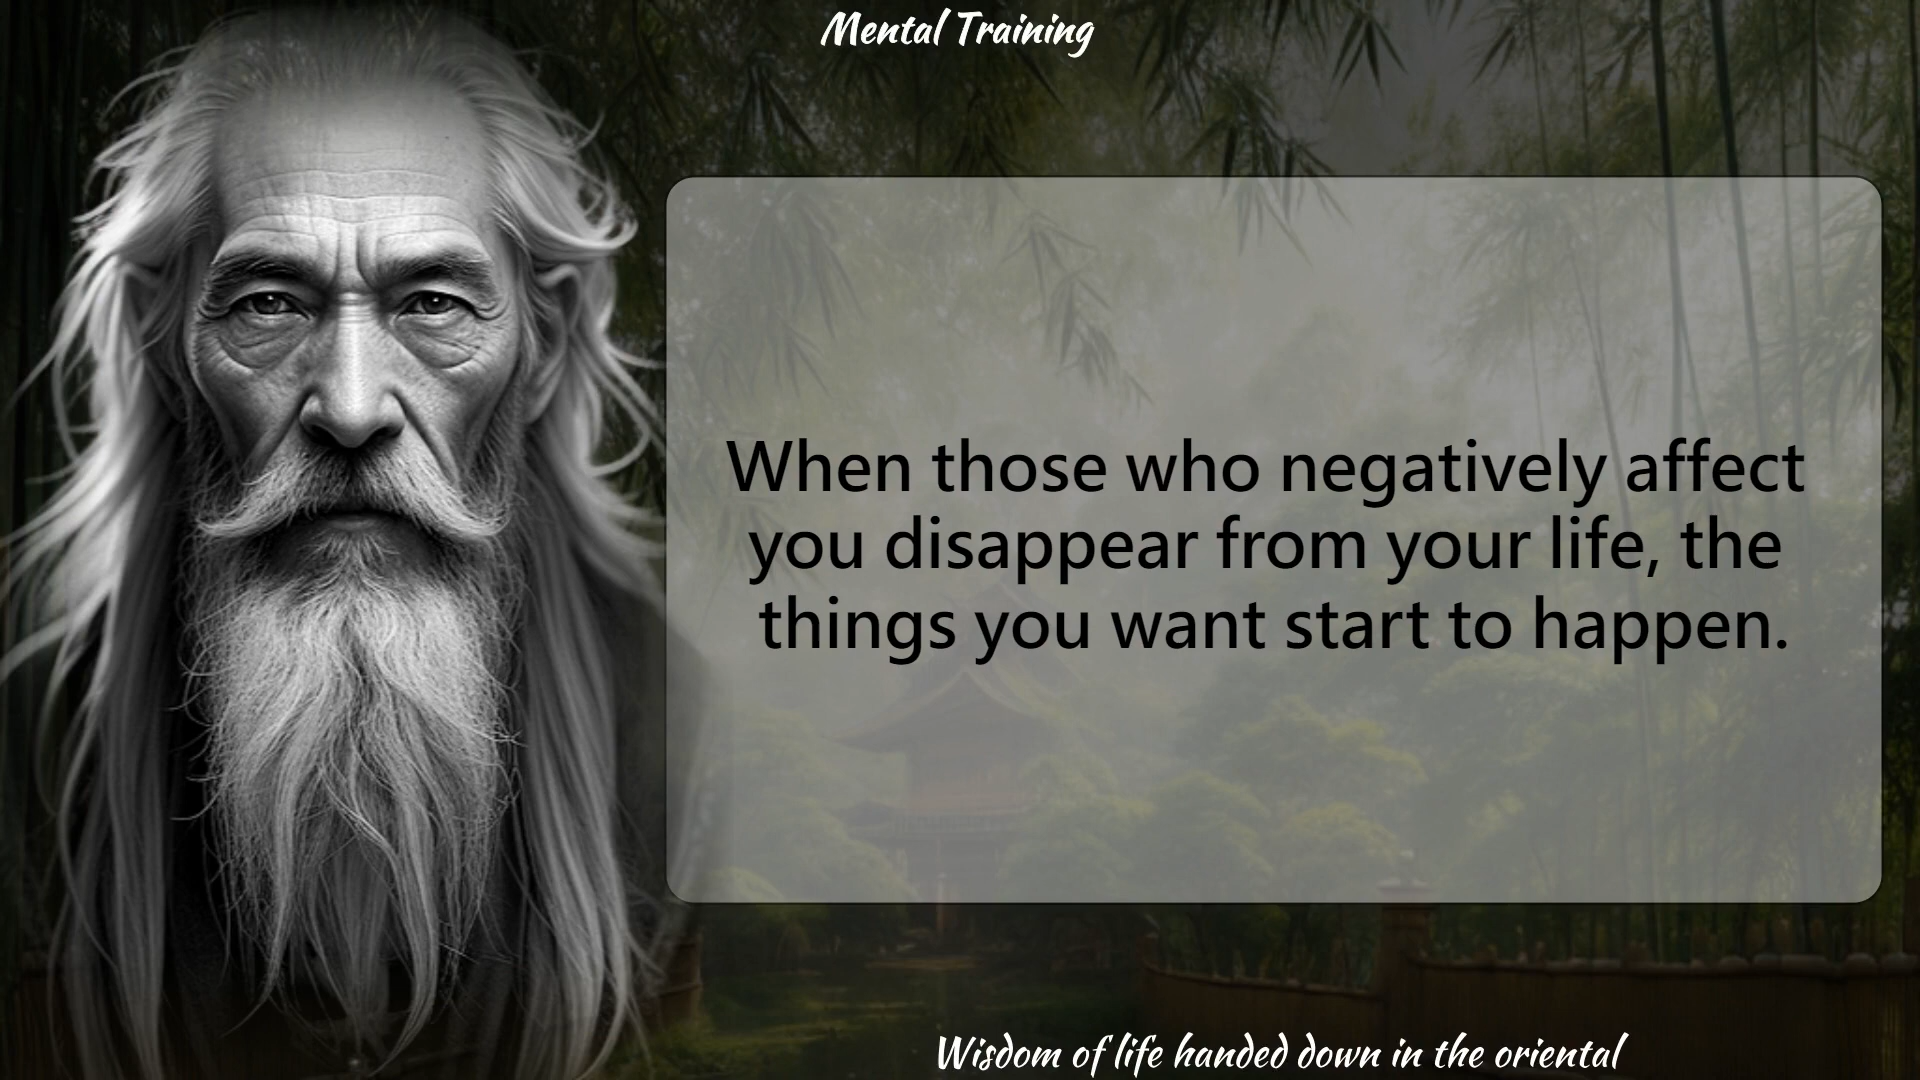 Mental Training
When those who negatively affect
you disappear from your life, the
things you want start to happen.
Wisdom of life handed down in the oriental